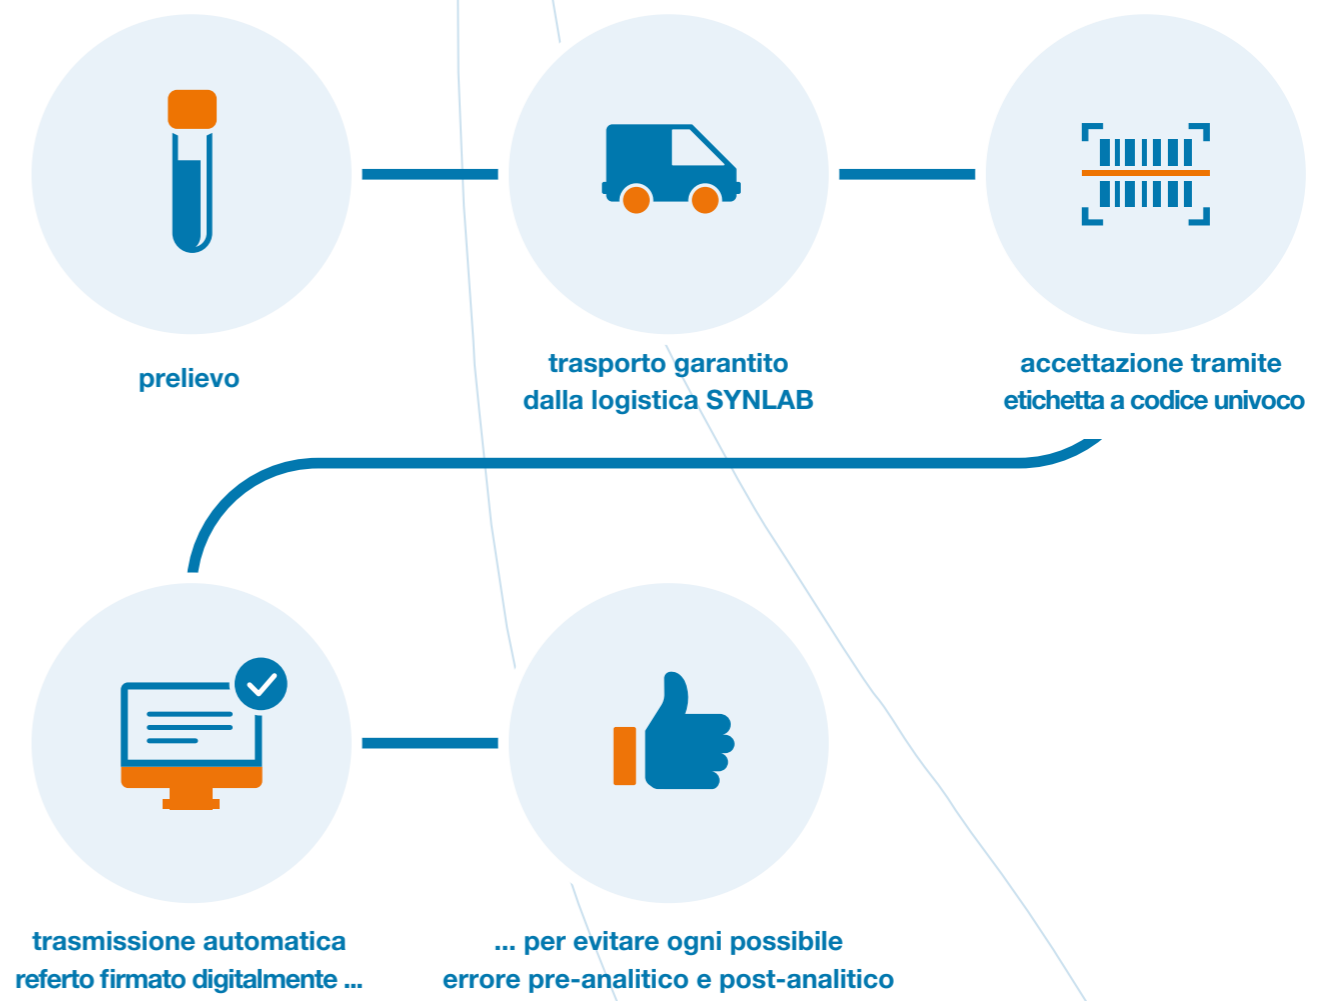 prelievo
trasporto garantito
dalla logistica SYNLAB
accettazione tramite
etichetta a codice univoco
trasmissione automatica
referto firmato digitalmente ...
... per evitare ogni possibile
errore pre-analitico e post-analitico